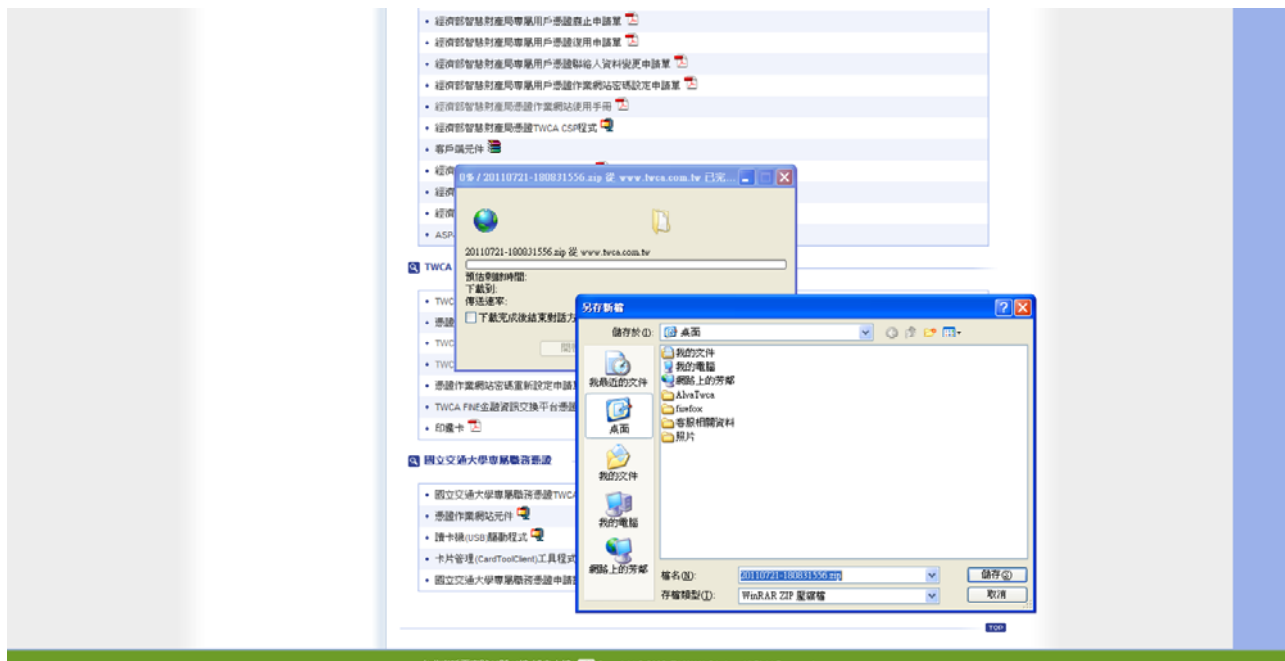 經濟部智慧財產局專屬用戶憑證廢止申請單
經濟部智慧財產局專屬用戶憑證復用申請單
經濟部智慧財產局專屬用戶憑證聯絡人資料變更申請單
經濟部智慧財產局專屬用戶憑證作業網站密碼設定申請單
經濟部智慧財產局憑證作業網站使用手冊
經濟部智慧財產局憑證TWCA CSP程式
客戶端元件
經濟
經濟
經濟
ASP
0% / 20110721-180831556.zip 從 www.twca.com.tw 已完...
20110721-180831556.zip 從 www.twca.com.tw
預估剩餘時間:
下載到:
傳送速率:
下載完成後結束對話方
開
TWCA
TWC
憑證
TWC
TWC
憑證作業網站密碼重新設定申請單
TWCA FNE金融資訊交換平台憑證
印鑑卡
國立交通大學專屬職務憑證
國立交通大學專屬職務憑證TWCA
憑證作業網站元件
讀卡機(USB)驅動程式
卡片管理(CardToolClient)工具程式
國立交通大學專屬職務憑證申請
另存新檔
儲存於(I):
桌面
我最近的文件
桌面
我的文件
我的電腦
網路上的芳鄰
我的文件
我的電腦
網路上的芳鄰
AlvaTwca
firefox
客服相關資料
照片
檔名(N):
20110721-180831556.zip
儲存(S)
存檔類型(T):
WinRAR ZIP 壓縮檔
取消
TOP